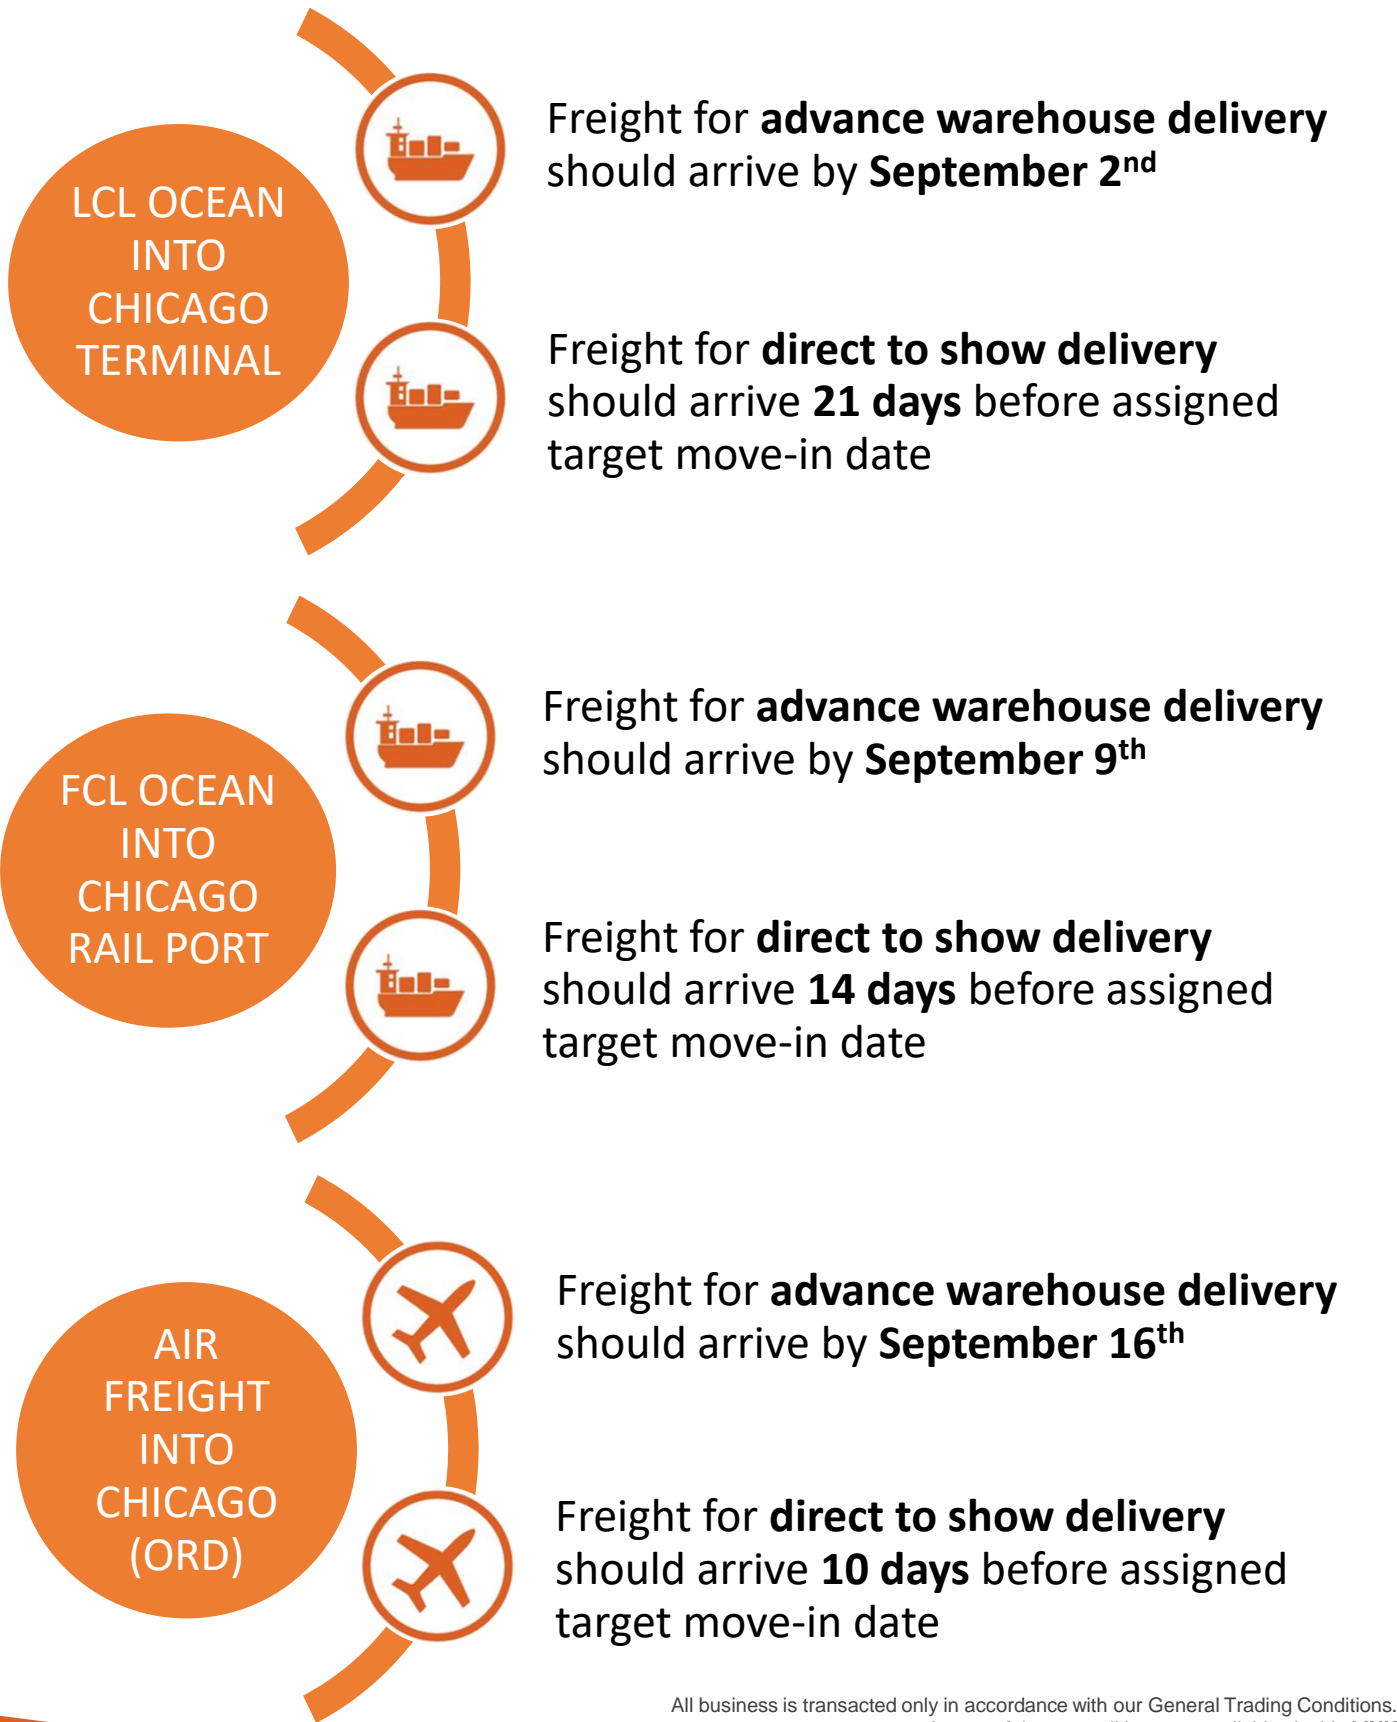 LCL OCEAN
INTO
CHICAGO
TERMINAL
Freight for advance warehouse delivery
should arrive by September 2nd
Freight for direct to show delivery
should arrive 21 days before assigned
target move-in date
FCL OCEAN
INTO
CHICAGO
RAIL PORT
Freight for advance warehouse delivery
should arrive by September 9th
Freight for direct to show delivery
should arrive 14 days before assigned
target move-in date
AIR
FREIGHT
INTO
CHICAGO
(ORD)
Freight for advance warehouse delivery
should arrive by September 16th
Freight for direct to show delivery
should arrive 10 days before assigned
target move-in date
All business is transacted only in accordance with our General Trading Conditions.